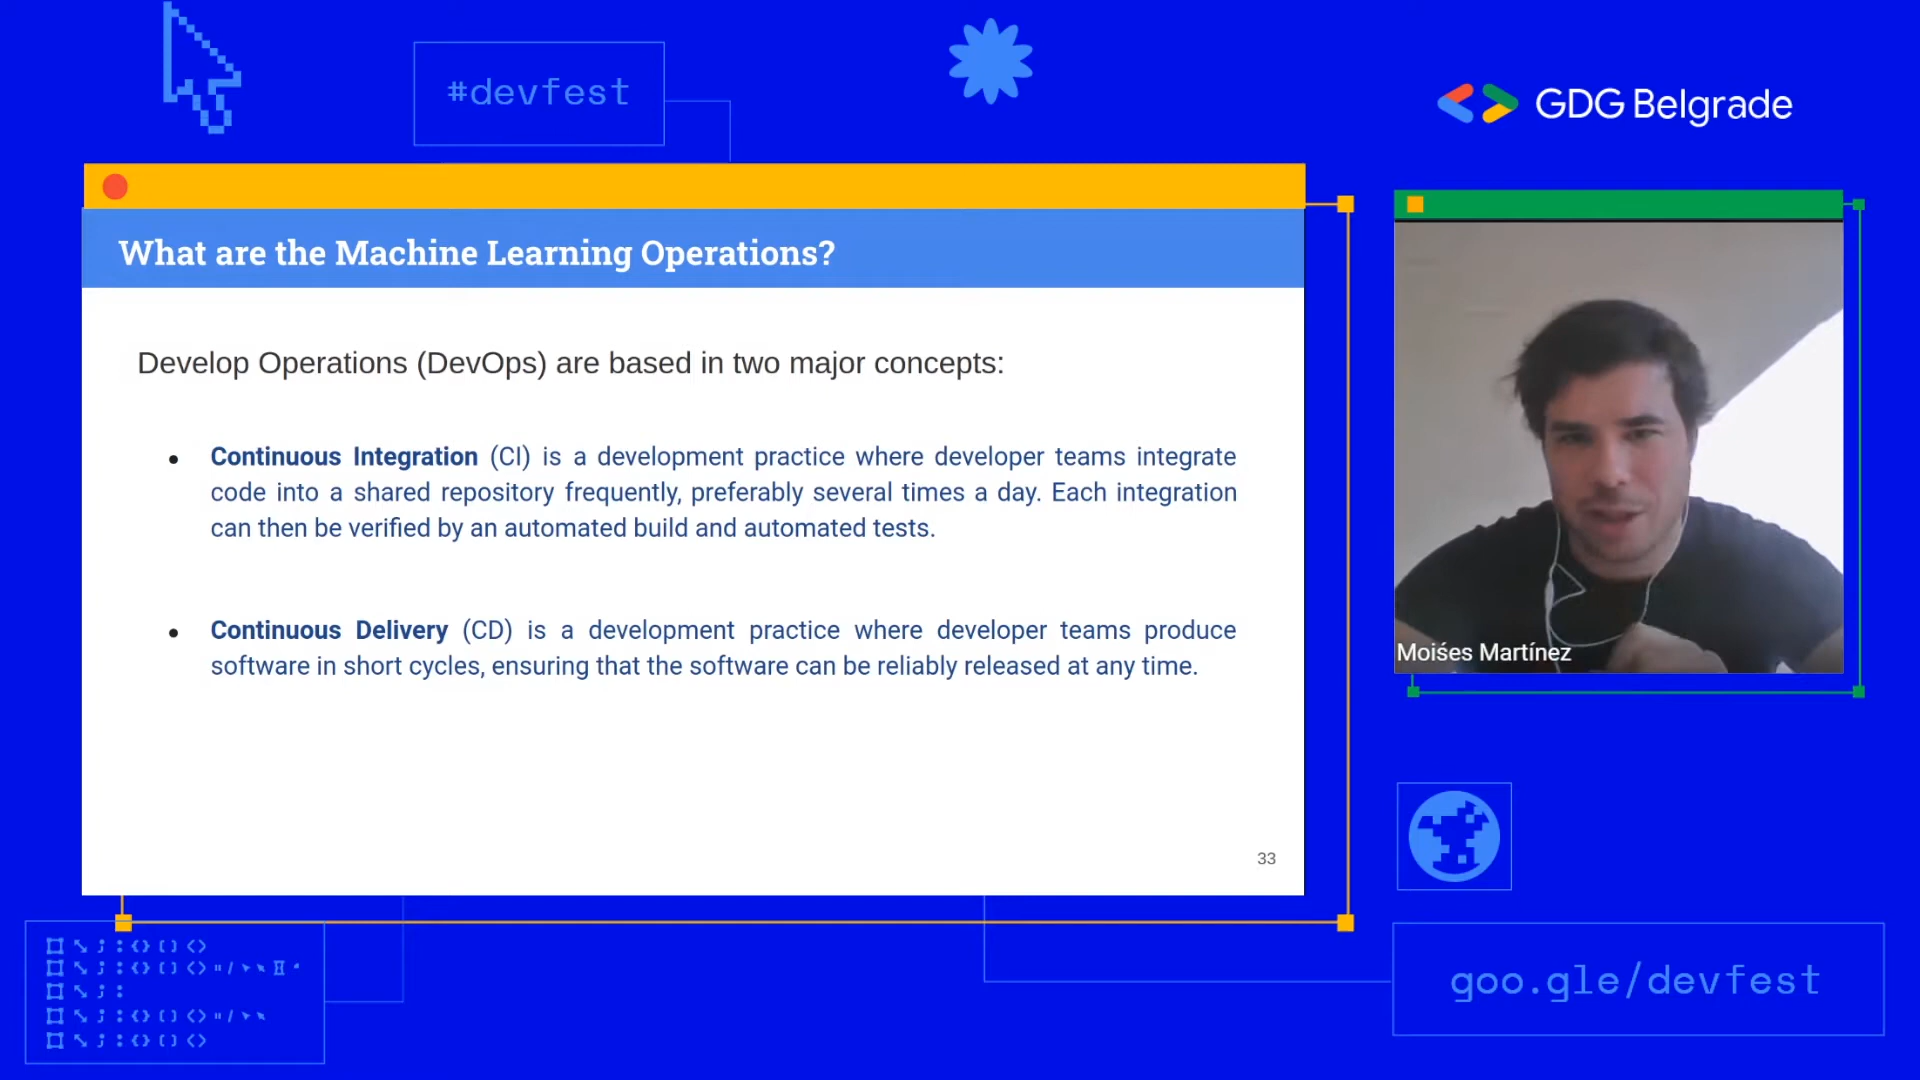 #devfest
GDG Belgrade
What are the Machine Learning Operations?
Develop Operations (DevOps) are based in two major concepts:
• Continuous Integration (CI) is a development practice where developer teams integrate
code into a shared repository frequently, preferably several times a day. Each integration
can then be verified by an automated build and automated tests.
• Continuous Delivery (CD) is a development practice where developer teams produce
software in short cycles, ensuring that the software can be reliably released at any time.
33
Moiśes Martínez
goo.gle/devfest